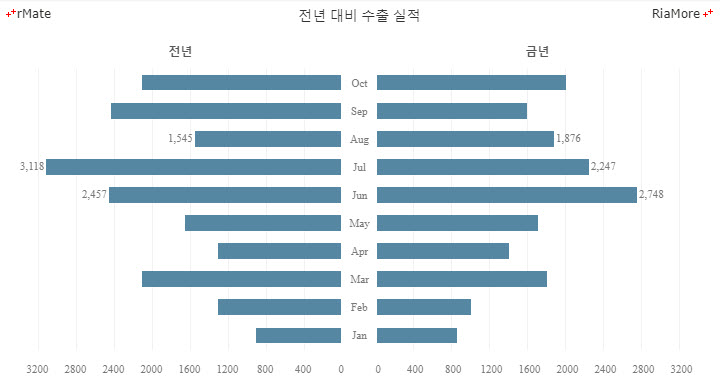 rMate
전년 대비 수출 실적
RiaMore
전년
금년
Oct
Sep
1,545
Aug
1,876
3,118
Jul
2,247
2,457
Jun
2,748
May
Apr
Mar
Feb
Jan
3200 2800 2400 2000 1600 1200 800 400 0
0 400 800 1200 1600 2000 2400 2800 3200